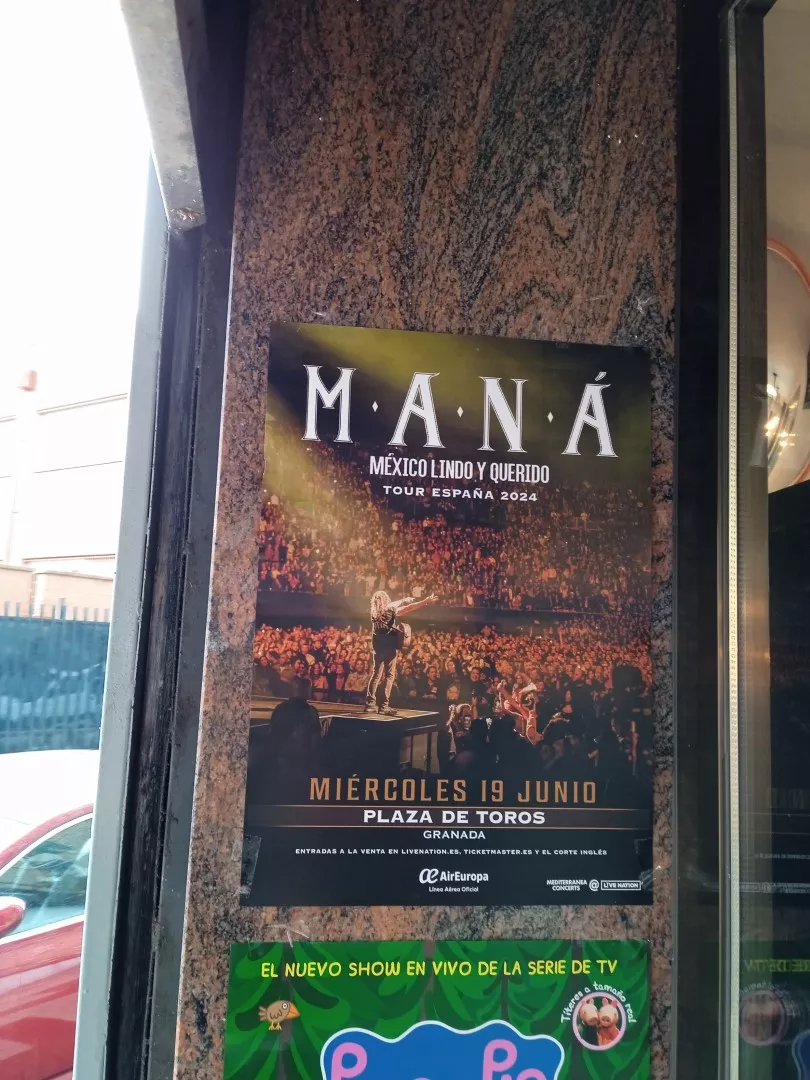 M·A·N·Á
MÉXICO LINDO Y QUERIDO
TOUR ESPAÑA 2024
MIÉRCOLES 19 JUNIO
PLAZA DE TOROS
GRANADA
ENTRADAS A LA VENTA EN LIVENATION.ES, TICKETMASTER.ES Y EL CORTE INGLÉS
AirEuropa
Línea Aérea Oficial
MEDITERRANEA
CONCERTS
LIVE NATION
EL NUEVO SHOW EN VIVO DE LA SERIE DE TV
Títeres a tamaño real